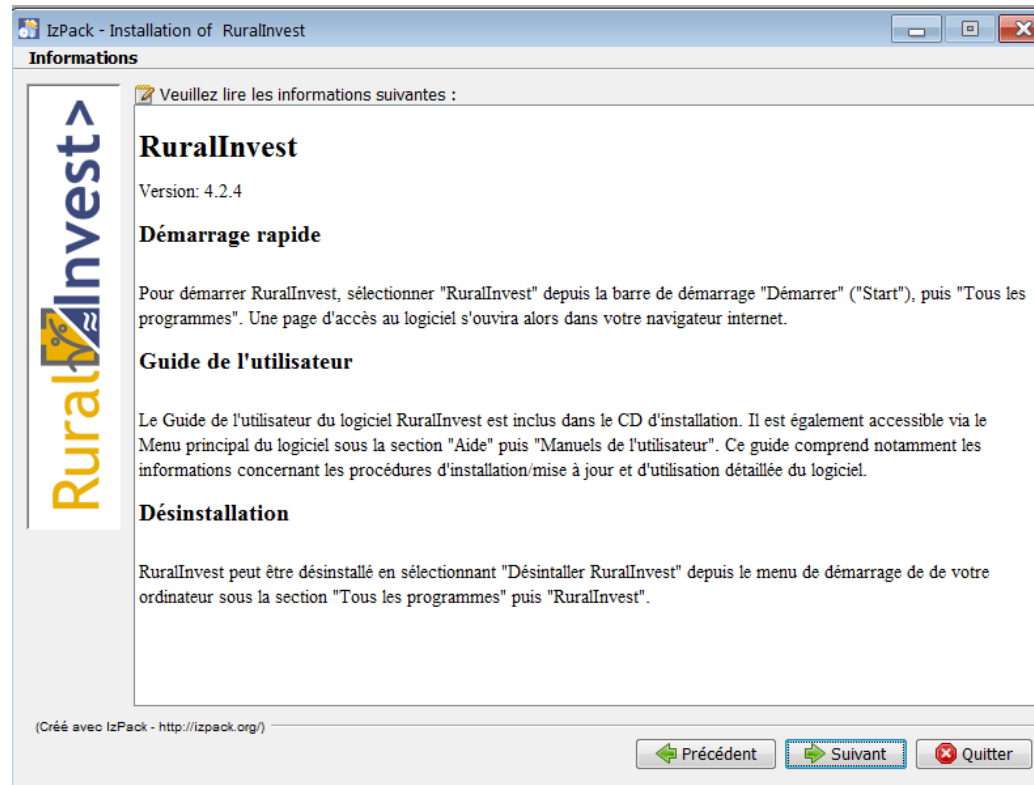 IzPack - Installation of RuralInvest
Informations
RuralInvest>
Veuillez lire les informations suivantes :
RuralInvest
Version: 4.2.4
Démarrage rapide
Pour démarrer RuralInvest, sélectionner "RuralInvest" depuis la barre de démarrage "Démarrer" ("Start"), puis "Tous les
programmes". Une page d'accès au logiciel s'ouvira alors dans votre navigateur internet.
Guide de l'utilisateur
Le Guide de l'utilisateur du logiciel RuralInvest est inclus dans le CD d'installation. Il est également accessible via le
Menu principal du logiciel sous la section "Aide" puis "Manuels de l'utilisateur". Ce guide comprend notamment les
informations concernant les procédures d'installation/mise à jour et d'utilisation détaillée du logiciel.
Désinstallation
RuralInvest peut être désinstallé en sélectionnant "Désintaller RuralInvest" depuis le menu de démarrage de de votre
ordinateur sous la section "Tous les programmes" puis "RuralInvest".
(Créé avec IzPack - http://izpack.org/)
Précédent Suivant Quitter